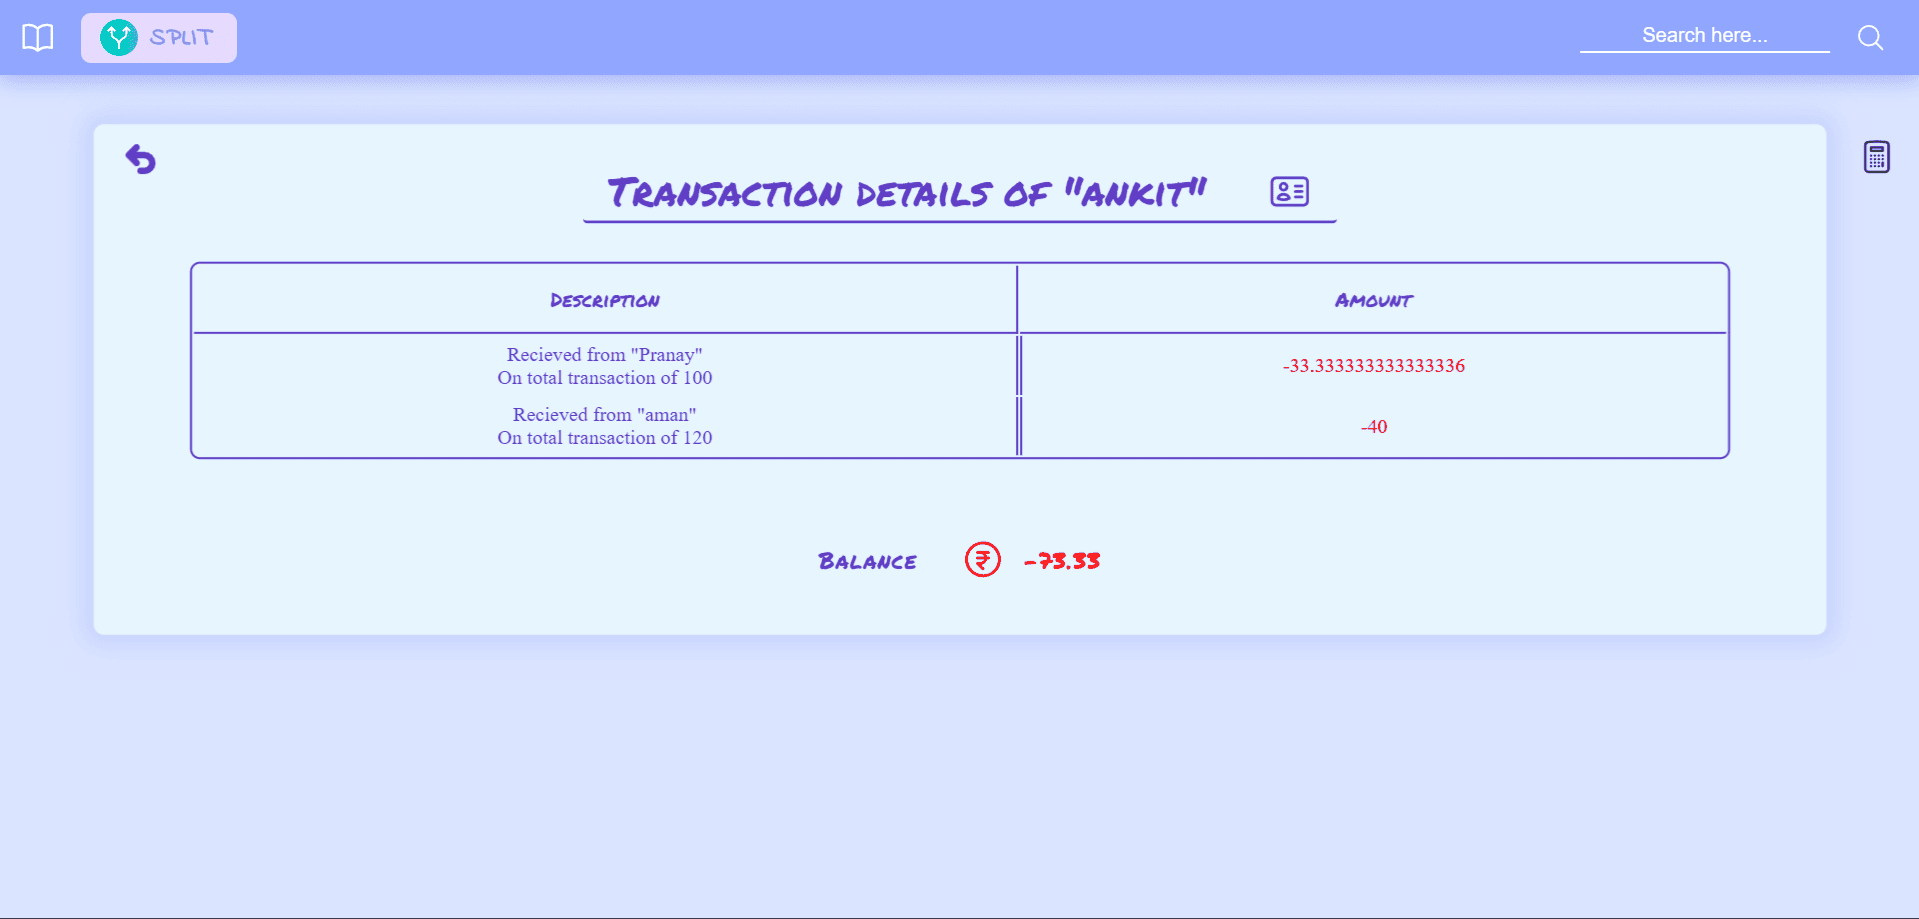 SPLIT
Search here...
Transaction details of "ankit"
Description
Amount
Recieved from "Pranay"
On total transaction of 100
-33.333333333333336
Recieved from "aman"
On total transaction of 120
-40
Balance ₹ -73.33